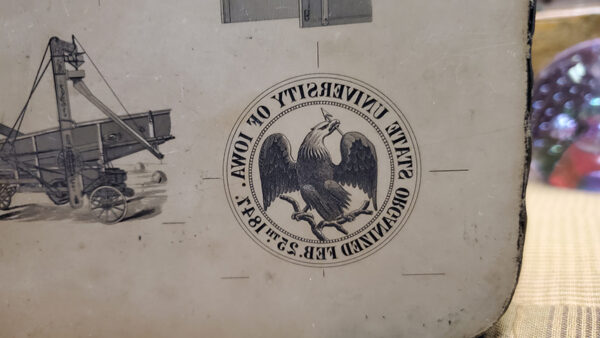 STATE UNIVERSITY OF IOWA.
ORGANIZED FEB. 25TH 1847.